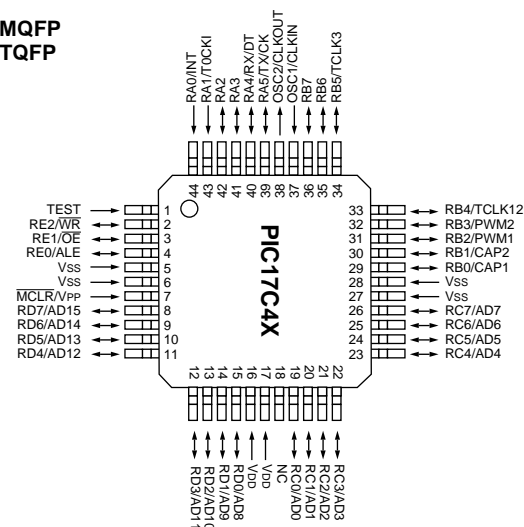 MQFP
TQFP
RA0/INT
RA1/T0CKI
RA2
RA3
RA4/RX/DT
RA5/TX/CK
OSC2/CLKOUT
OSC1/CLKIN
RB7
RB6
RB5/TCLK3
44
43
42
41
40
39
38
37
36
35
34
TEST 1
RE2/WR 2
RE1/OE 3
RE0/ALE 4
VSS 5
VSS 6
MCLR/VPP 7
RD7/AD15 8
RD6/AD14 9
RD5/AD13 10
RD4/AD12 11
PIC17C4X
33 RB4/TCLK12
32 RB3/PWM2
31 RB2/PWM1
30 RB1/CAP2
29 RB0/CAP1
28 VSS
27 VSS
26 RC7/AD7
25 RC6/AD6
24 RC5/AD5
23 RC4/AD4
12
13
14
15
16
17
18
19
20
21
22
RD3/AD11
RD2/AD10
RD1/AD9
RD0/AD8
VDD
VDD
NC
RC0/AD0
RC1/AD1
RC2/AD2
RC3/AD3